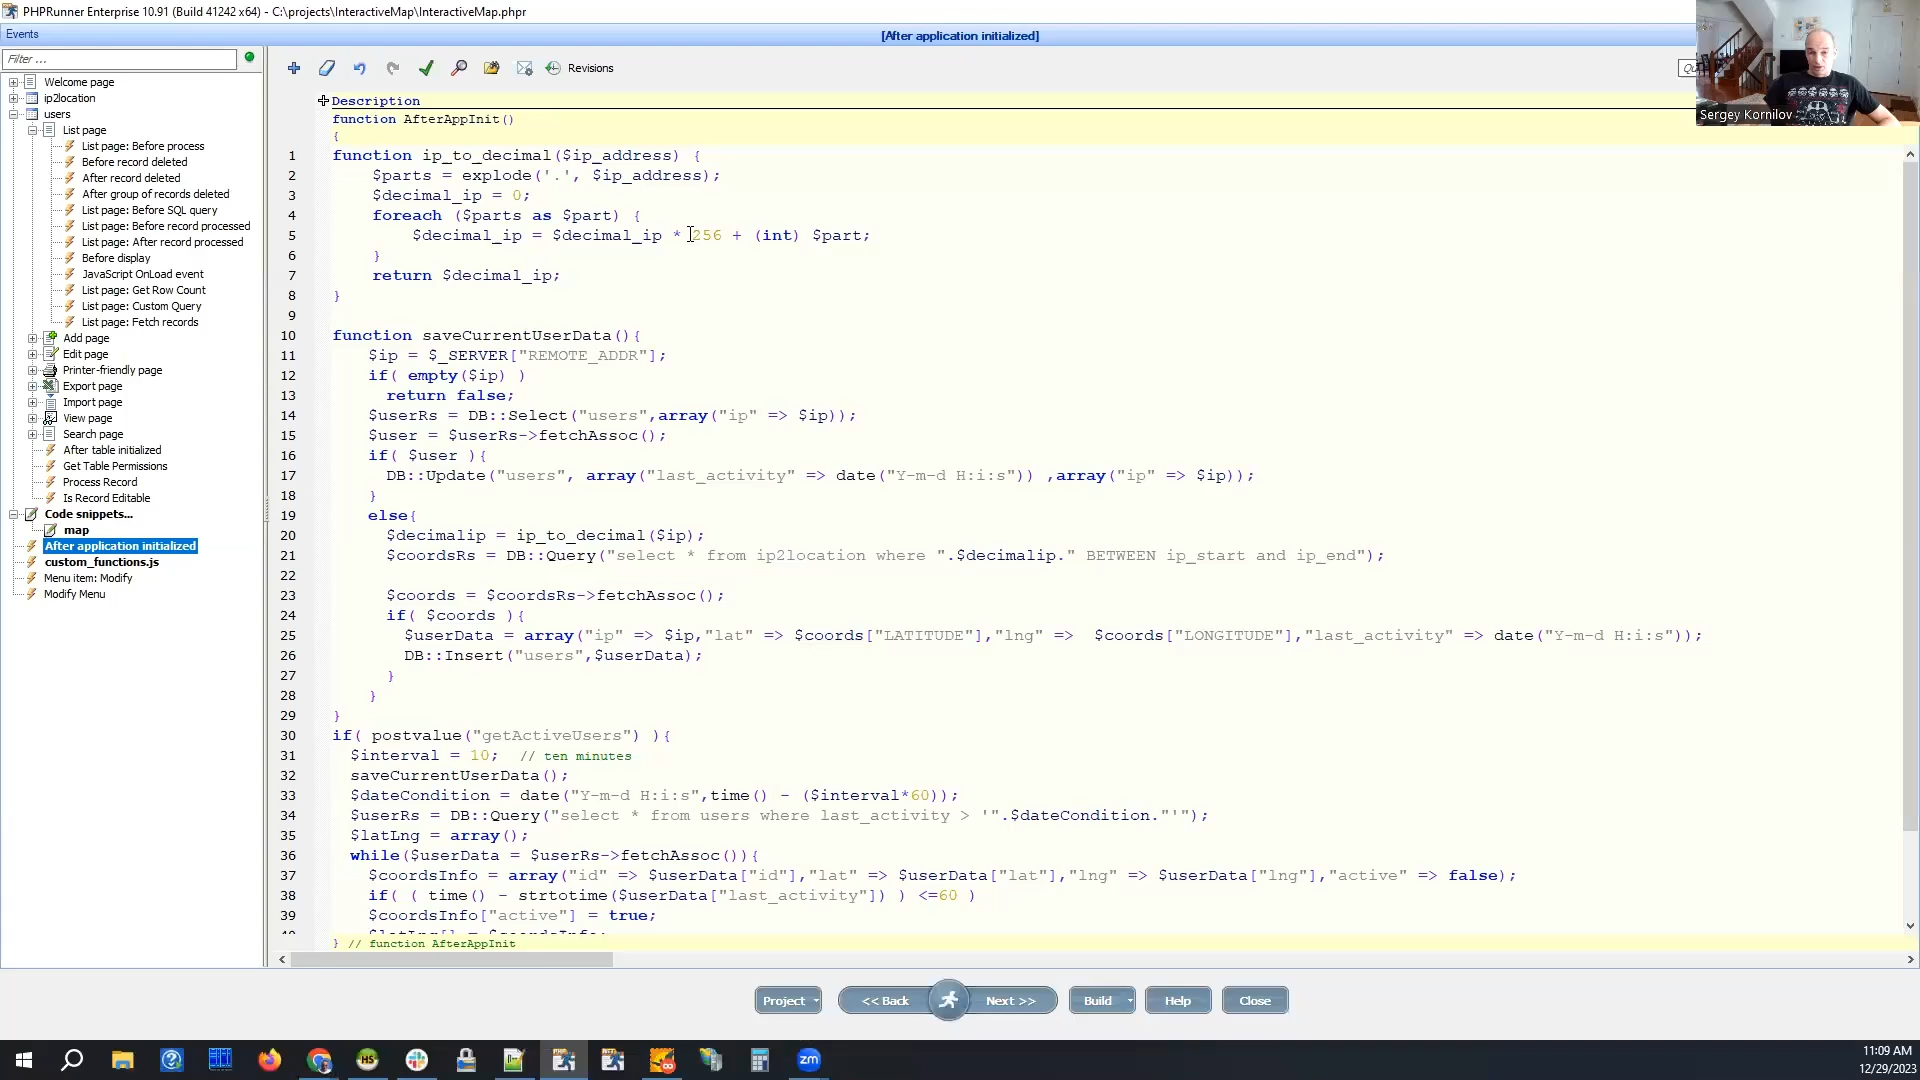 PHPRunner Enterprise 10.91 (Build 41242 x64) - C:\projects\InteractiveMap\InteractiveMap.phpr
Events
[After application initialized]
Filter ...
Revisions
Sergey Kornilov
Welcome page
ip2location
users
List page
List page: Before process
Before record deleted
After record deleted
After group of records deleted
List page: Before SQL query
List page: Before record processed
List page: After record processed
Before display
JavaScript OnLoad event
List page: Get Row Count
List page: Custom Query
List page: Fetch records
Add page
Edit page
Printer-friendly page
Export page
Import page
View page
Search page
After table initialized
Get Table Permissions
Process Record
Is Record Editable
Code snippets...
map
After application initialized
custom_functions.js
Menu item: Modify
Modify Menu
Description
function AfterAppInit()
{
1 function ip_to_decimal($ip_address) {
2 $parts = explode('.', $ip_address);
3 $decimal_ip = 0;
4 foreach ($parts as $part) {
5 $decimal_ip = $decimal_ip * 256 + (int) $part;
6 }
7 return $decimal_ip;
8 }
9
10 function saveCurrentUserData(){
11 $ip = $_SERVER["REMOTE_ADDR"];
12 if( empty($ip) )
13 return false;
14 $userRs = DB::Select("users",array("ip" => $ip));
15 $user = $userRs->fetchAssoc();
16 if( $user ){
17 DB::Update("users", array("last_activity" => date("Y-m-d H:i:s")) ,array("ip" => $ip));
18 }
19 else{
20 $decimalip = ip_to_decimal($ip);
21 $coordsRs = DB::Query("select * from ip2location where ".$decimalip." BETWEEN ip_start and ip_end");
22
23 $coords = $coordsRs->fetchAssoc();
24 if( $coords ){
25 $userData = array("ip" => $ip,"lat" => $coords["LATITUDE"],"lng" => $coords["LONGITUDE"],"last_activity" => date("Y-m-d H:i:s"));
26 DB::Insert("users",$userData);
27 }
28 }
29 }
30 if( postvalue("getActiveUsers") ){
31 $interval = 10; // ten minutes
32 saveCurrentUserData();
33 $dateCondition = date("Y-m-d H:i:s",time() - ($interval*60));
34 $userRs = DB::Query("select * from users where last_activity > '".$dateCondition."'");
35 $latLng = array();
36 while($userData = $userRs->fetchAssoc()){
37 $coordsInfo = array("id" => $userData["id"],"lat" => $userData["lat"],"lng" => $userData["lng"],"active" => false);
38 if( ( time() - strtotime($userData["last_activity"]) ) <=60 )
39 $coordsInfo["active"] = true;
} // function AfterAppInit
Project
<< Back
Next >>
Build
Help
Close
HS
zm
11:09 AM
12/29/2023